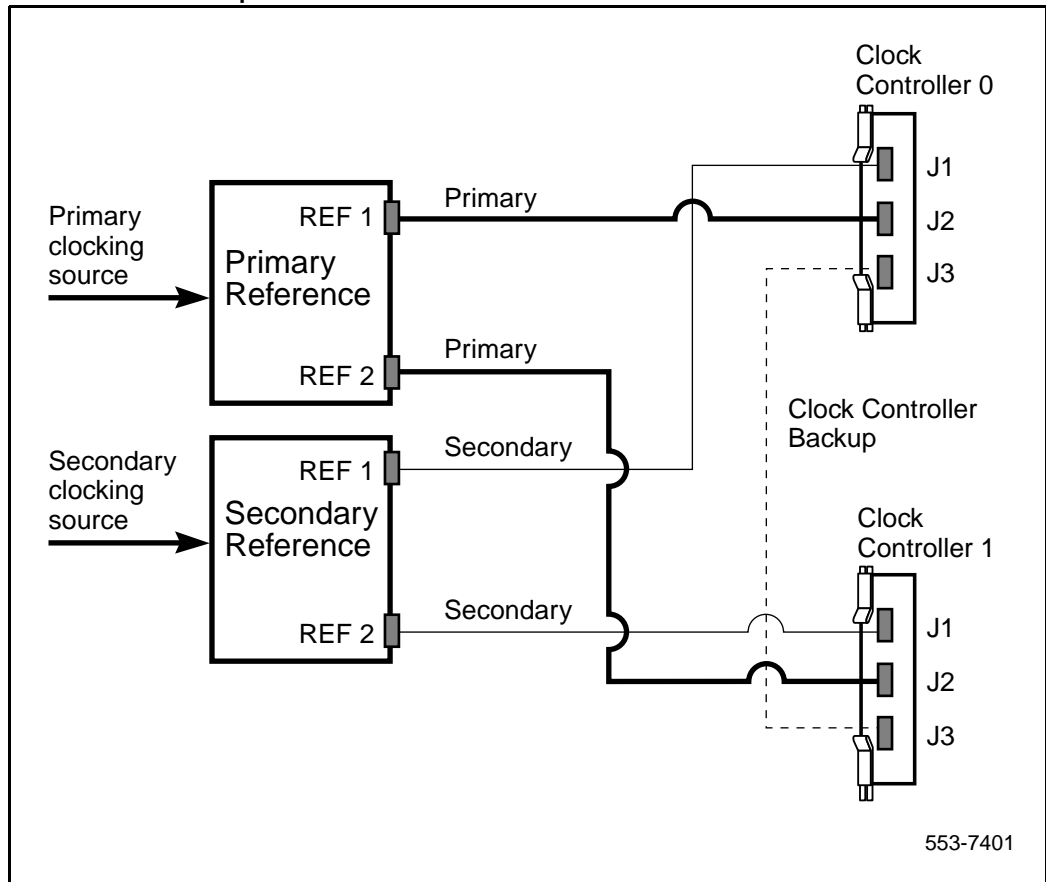 Clock
Controller 0
J1
J2
J3
Primary
clocking
source
REF 1
Primary
Reference
REF 2
Primary
Primary
Clock Controller
Backup
Secondary
clocking
source
REF 1
Secondary
Reference
REF 2
Secondary
Secondary
Clock
Controller 1
J1
J2
J3
553-7401